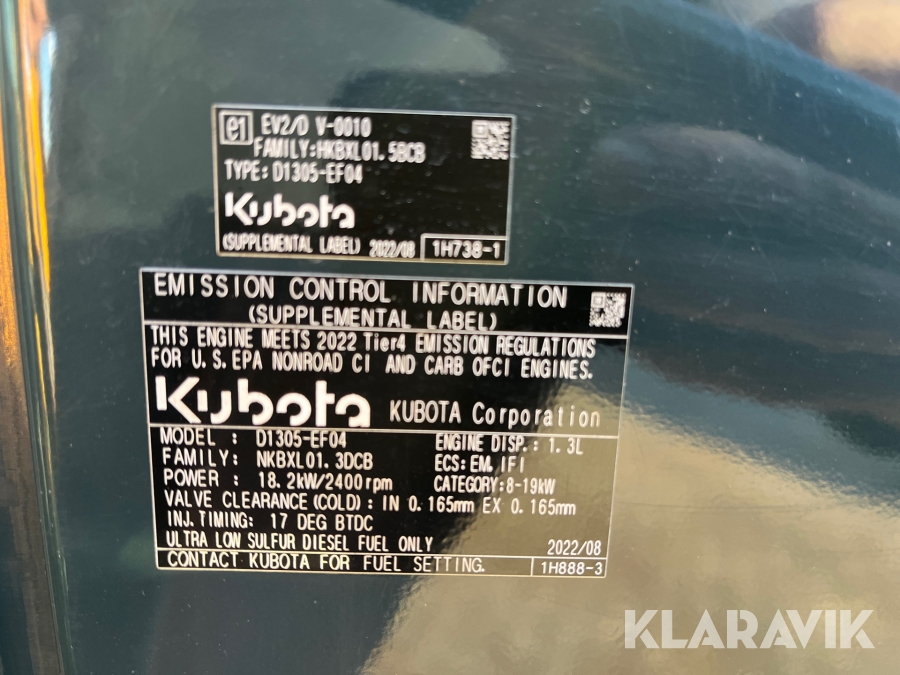 e1 EV2/D V-0010
FAMILY:HKBXL01.5BCB
TYPE: D1305-EF04
Kubota
(SUPPLEMENTAL LABEL) 2022/08 1H738-1
EMISSION CONTROL INFORMATION
(SUPPLEMENTAL LABEL)
THIS ENGINE MEETS 2022 Tier4 EMISSION REGULATIONS
FOR U.S.EPA NONROAD CI AND CARB OFCI ENGINES.
Kubota KUBOTA Corporation
MODEL : D1305-EF04 ENGINE DISP.: 1.3L
FAMILY: NKBXL01.3DCB ECS:EM,IFI
POWER : 18.2kW/2400rpm CATEGORY:8-19kW
VALVE CLEARANCE(COLD): IN 0.165mm EX 0.165mm
INJ.TIMING: 17 DEG BTDC
ULTRA LOW SULFUR DIESEL FUEL ONLY 2022/08
CONTACT KUBOTA FOR FUEL SETTING. 1H888-3
KLARAVIK